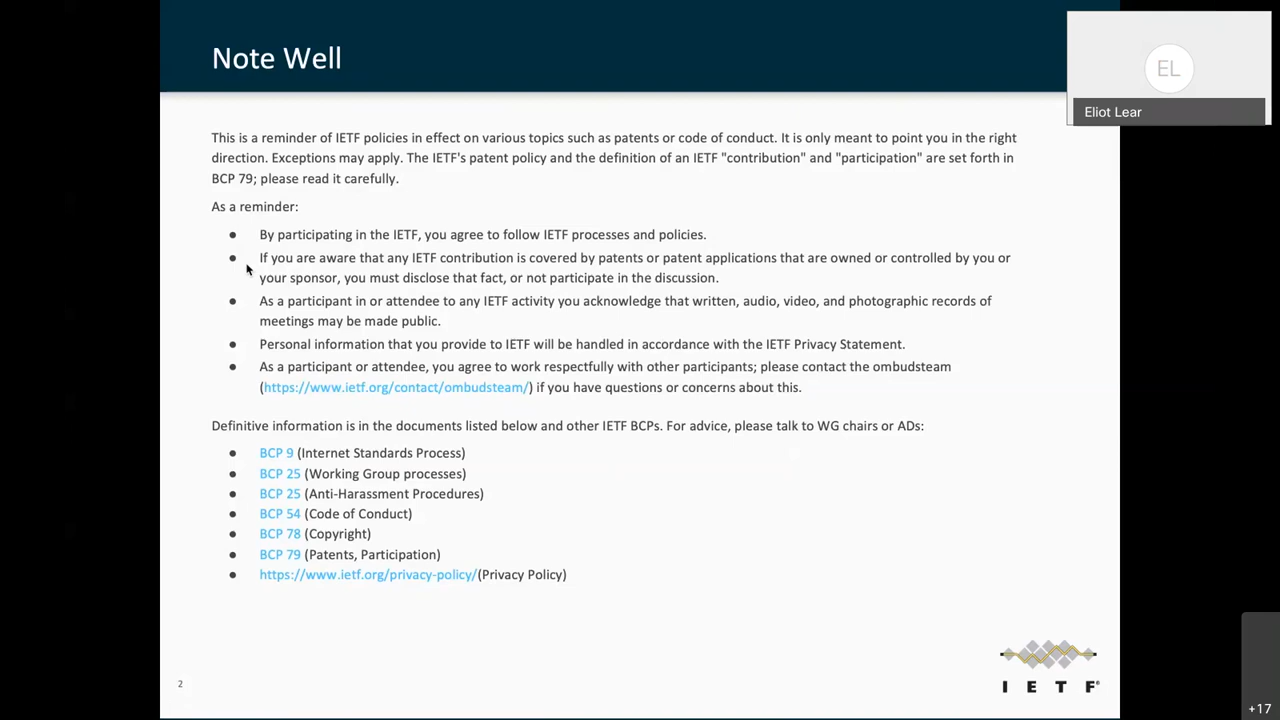 Note Well
EL
Eliot Lear
This is a reminder of IETF policies in effect on various topics such as patents or code of conduct. It is only meant to point you in the right
direction. Exceptions may apply. The IETF's patent policy and the definition of an IETF "contribution" and "participation" are set forth in
BCP 79; please read it carefully.
As a reminder:
● By participating in the IETF, you agree to follow IETF processes and policies.
● If you are aware that any IETF contribution is covered by patents or patent applications that are owned or controlled by you or
your sponsor, you must disclose that fact, or not participate in the discussion.
● As a participant in or attendee to any IETF activity you acknowledge that written, audio, video, and photographic records of
meetings may be made public.
● Personal information that you provide to IETF will be handled in accordance with the IETF Privacy Statement.
● As a participant or attendee, you agree to work respectfully with other participants; please contact the ombudsteam
(https://www.ietf.org/contact/ombudsteam/) if you have questions or concerns about this.
Definitive information is in the documents listed below and other IETF BCPs. For advice, please talk to WG chairs or ADs:
● BCP 9 (Internet Standards Process)
● BCP 25 (Working Group processes)
● BCP 25 (Anti-Harassment Procedures)
● BCP 54 (Code of Conduct)
● BCP 78 (Copyright)
● BCP 79 (Patents, Participation)
● https://www.ietf.org/privacy-policy/(Privacy Policy)
2
I E T F®
+17